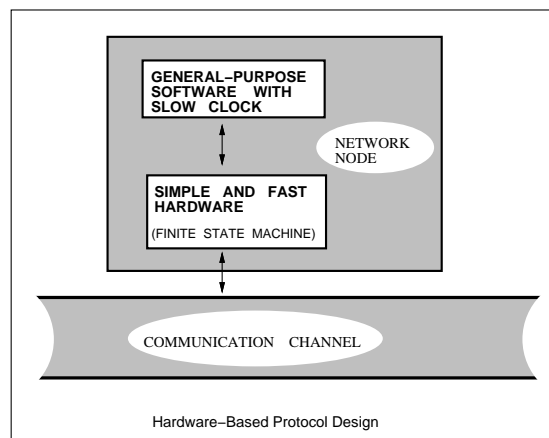 GENERAL–PURPOSE
SOFTWARE WITH
SLOW CLOCK
NETWORK
NODE
SIMPLE AND FAST
HARDWARE
(FINITE STATE MACHINE)
COMMUNICATION CHANNEL
Hardware–Based Protocol Design